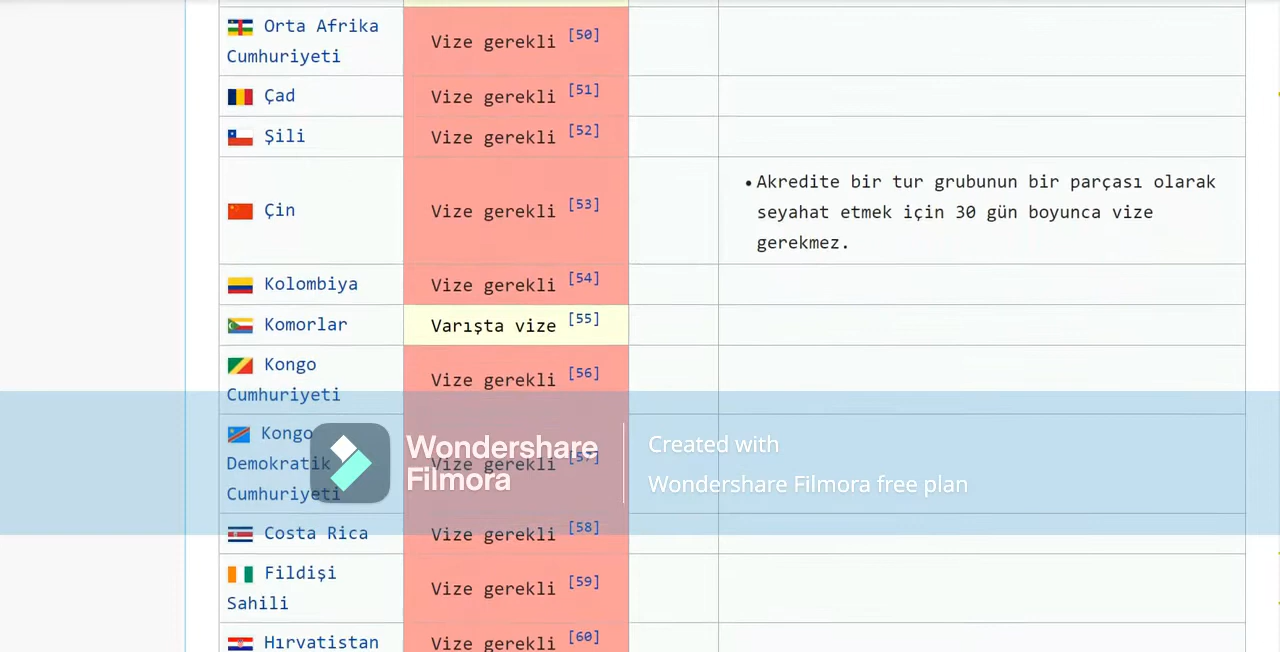 Orta Afrika
Cumhuriyeti
Vize gerekli [50]
Çad
Vize gerekli [51]
Şili
Vize gerekli [52]
Çin
Vize gerekli [53]
• Akredite bir tur grubunun bir parçası olarak
seyahat etmek için 30 gün boyunca vize
gerekmez.
Kolombiya
Vize gerekli [54]
Komorlar
Varışta vize [55]
Kongo
Cumhuriyeti
Vize gerekli [56]
Kongo
Demokratik
Cumhuriyeti
Vize gerekli [57]
Wondershare
Filmora
Created with
Wondershare Filmora free plan
Costa Rica
Vize gerekli [58]
Fildişi
Sahili
Vize gerekli [59]
Hırvatistan
Vize gerekli [60]